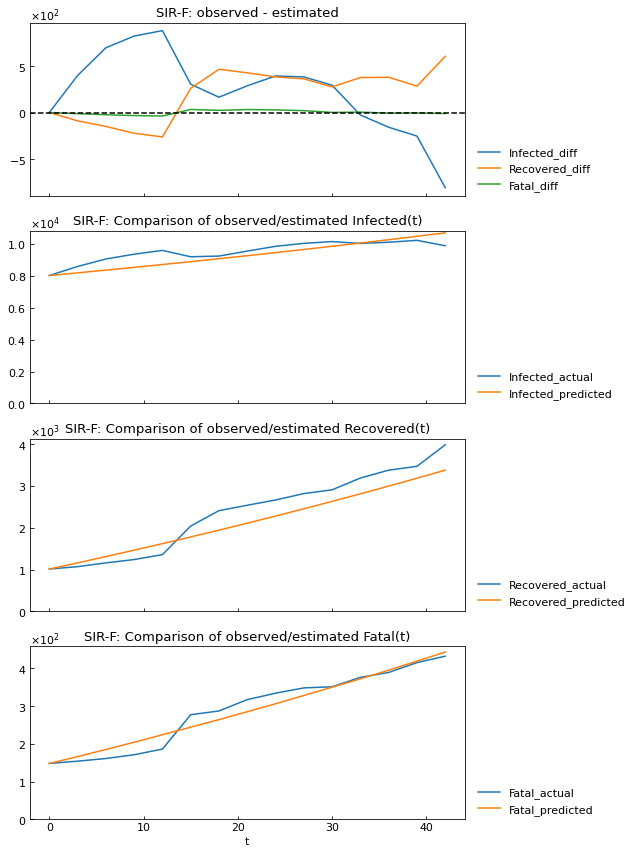 SIR-F: observed - estimated
×10²
5
0
−5
Infected_diff
Recovered_diff
Fatal_diff
SIR-F: Comparison of observed/estimated Infected(t)
×10⁴
1.0
0.8
0.6
0.4
0.2
0.0
Infected_actual
Infected_predicted
SIR-F: Comparison of observed/estimated Recovered(t)
×10³
4
3
2
1
0
Recovered_actual
Recovered_predicted
SIR-F: Comparison of observed/estimated Fatal(t)
×10²
4
3
2
1
0
Fatal_actual
Fatal_predicted
0 10 20 30 40
t